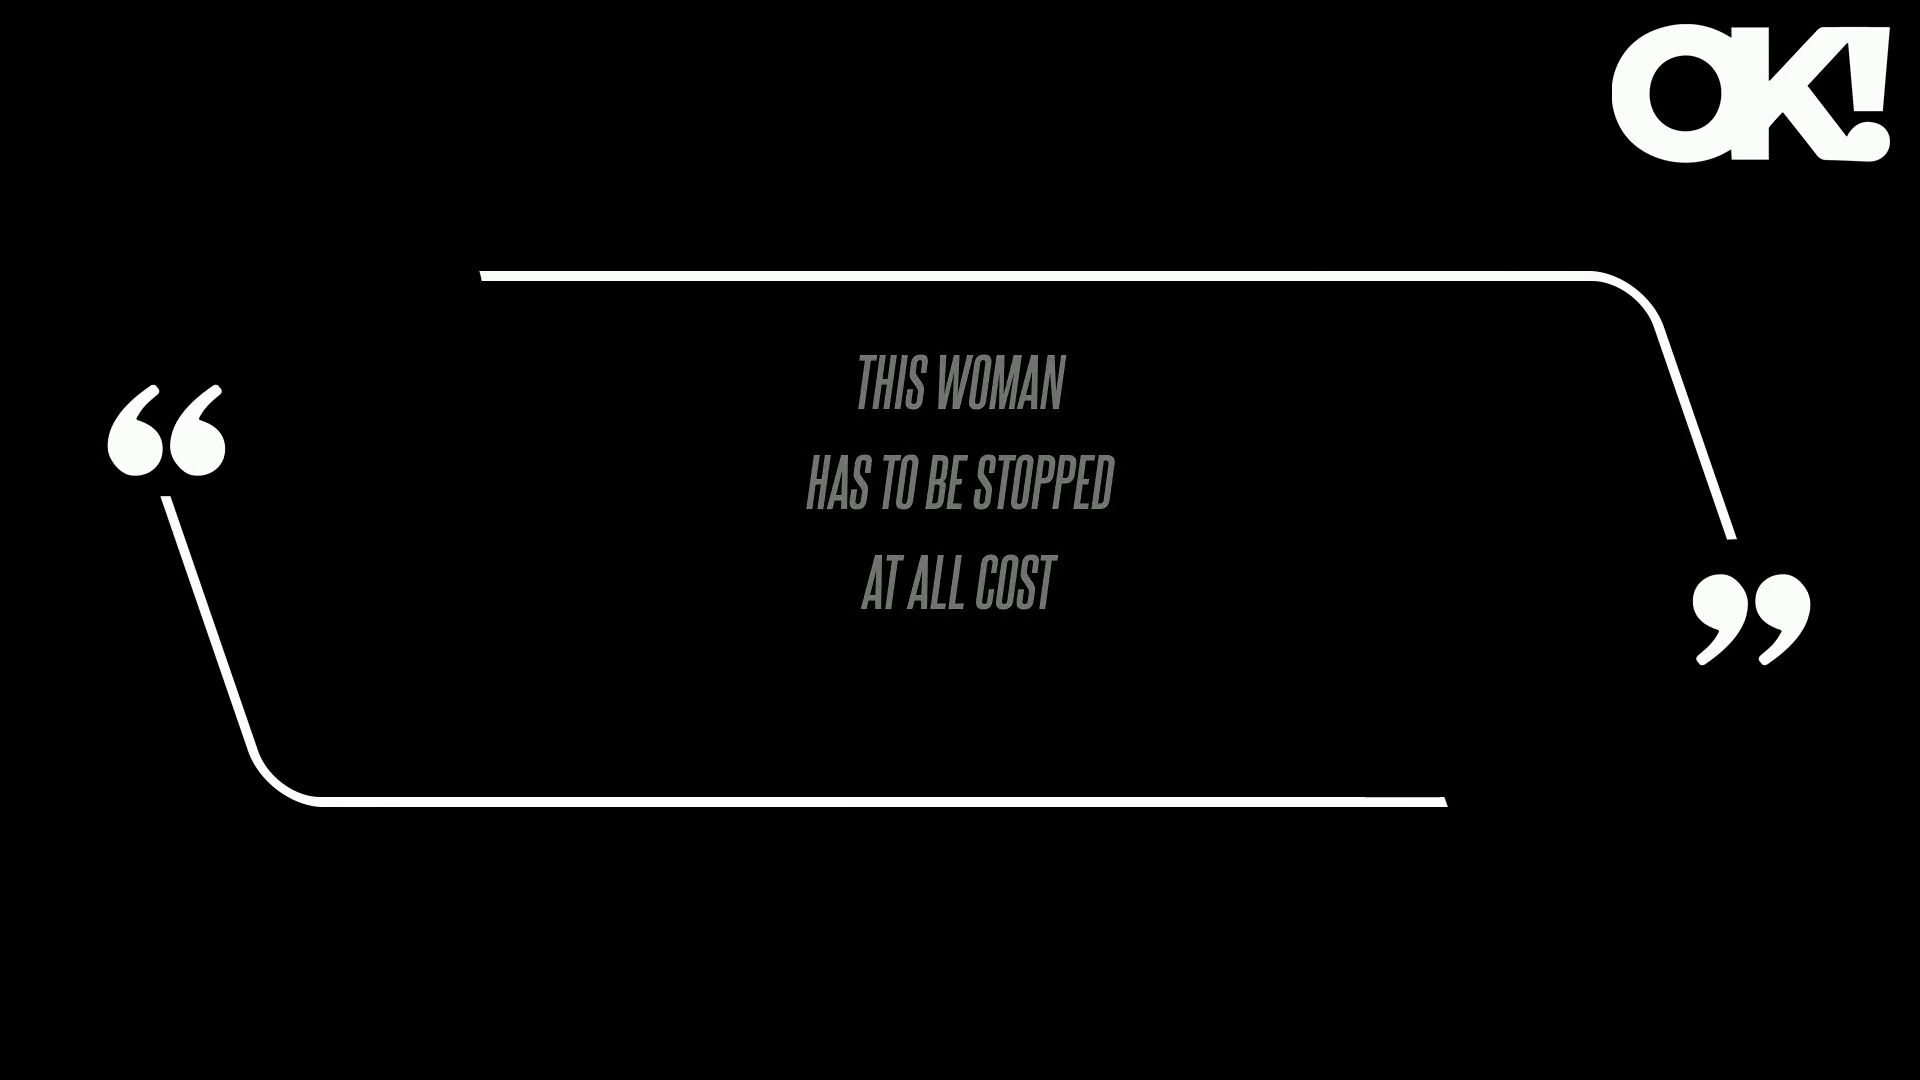 OK!
“
THIS WOMAN
HAS TO BE STOPPED
AT ALL COST
”